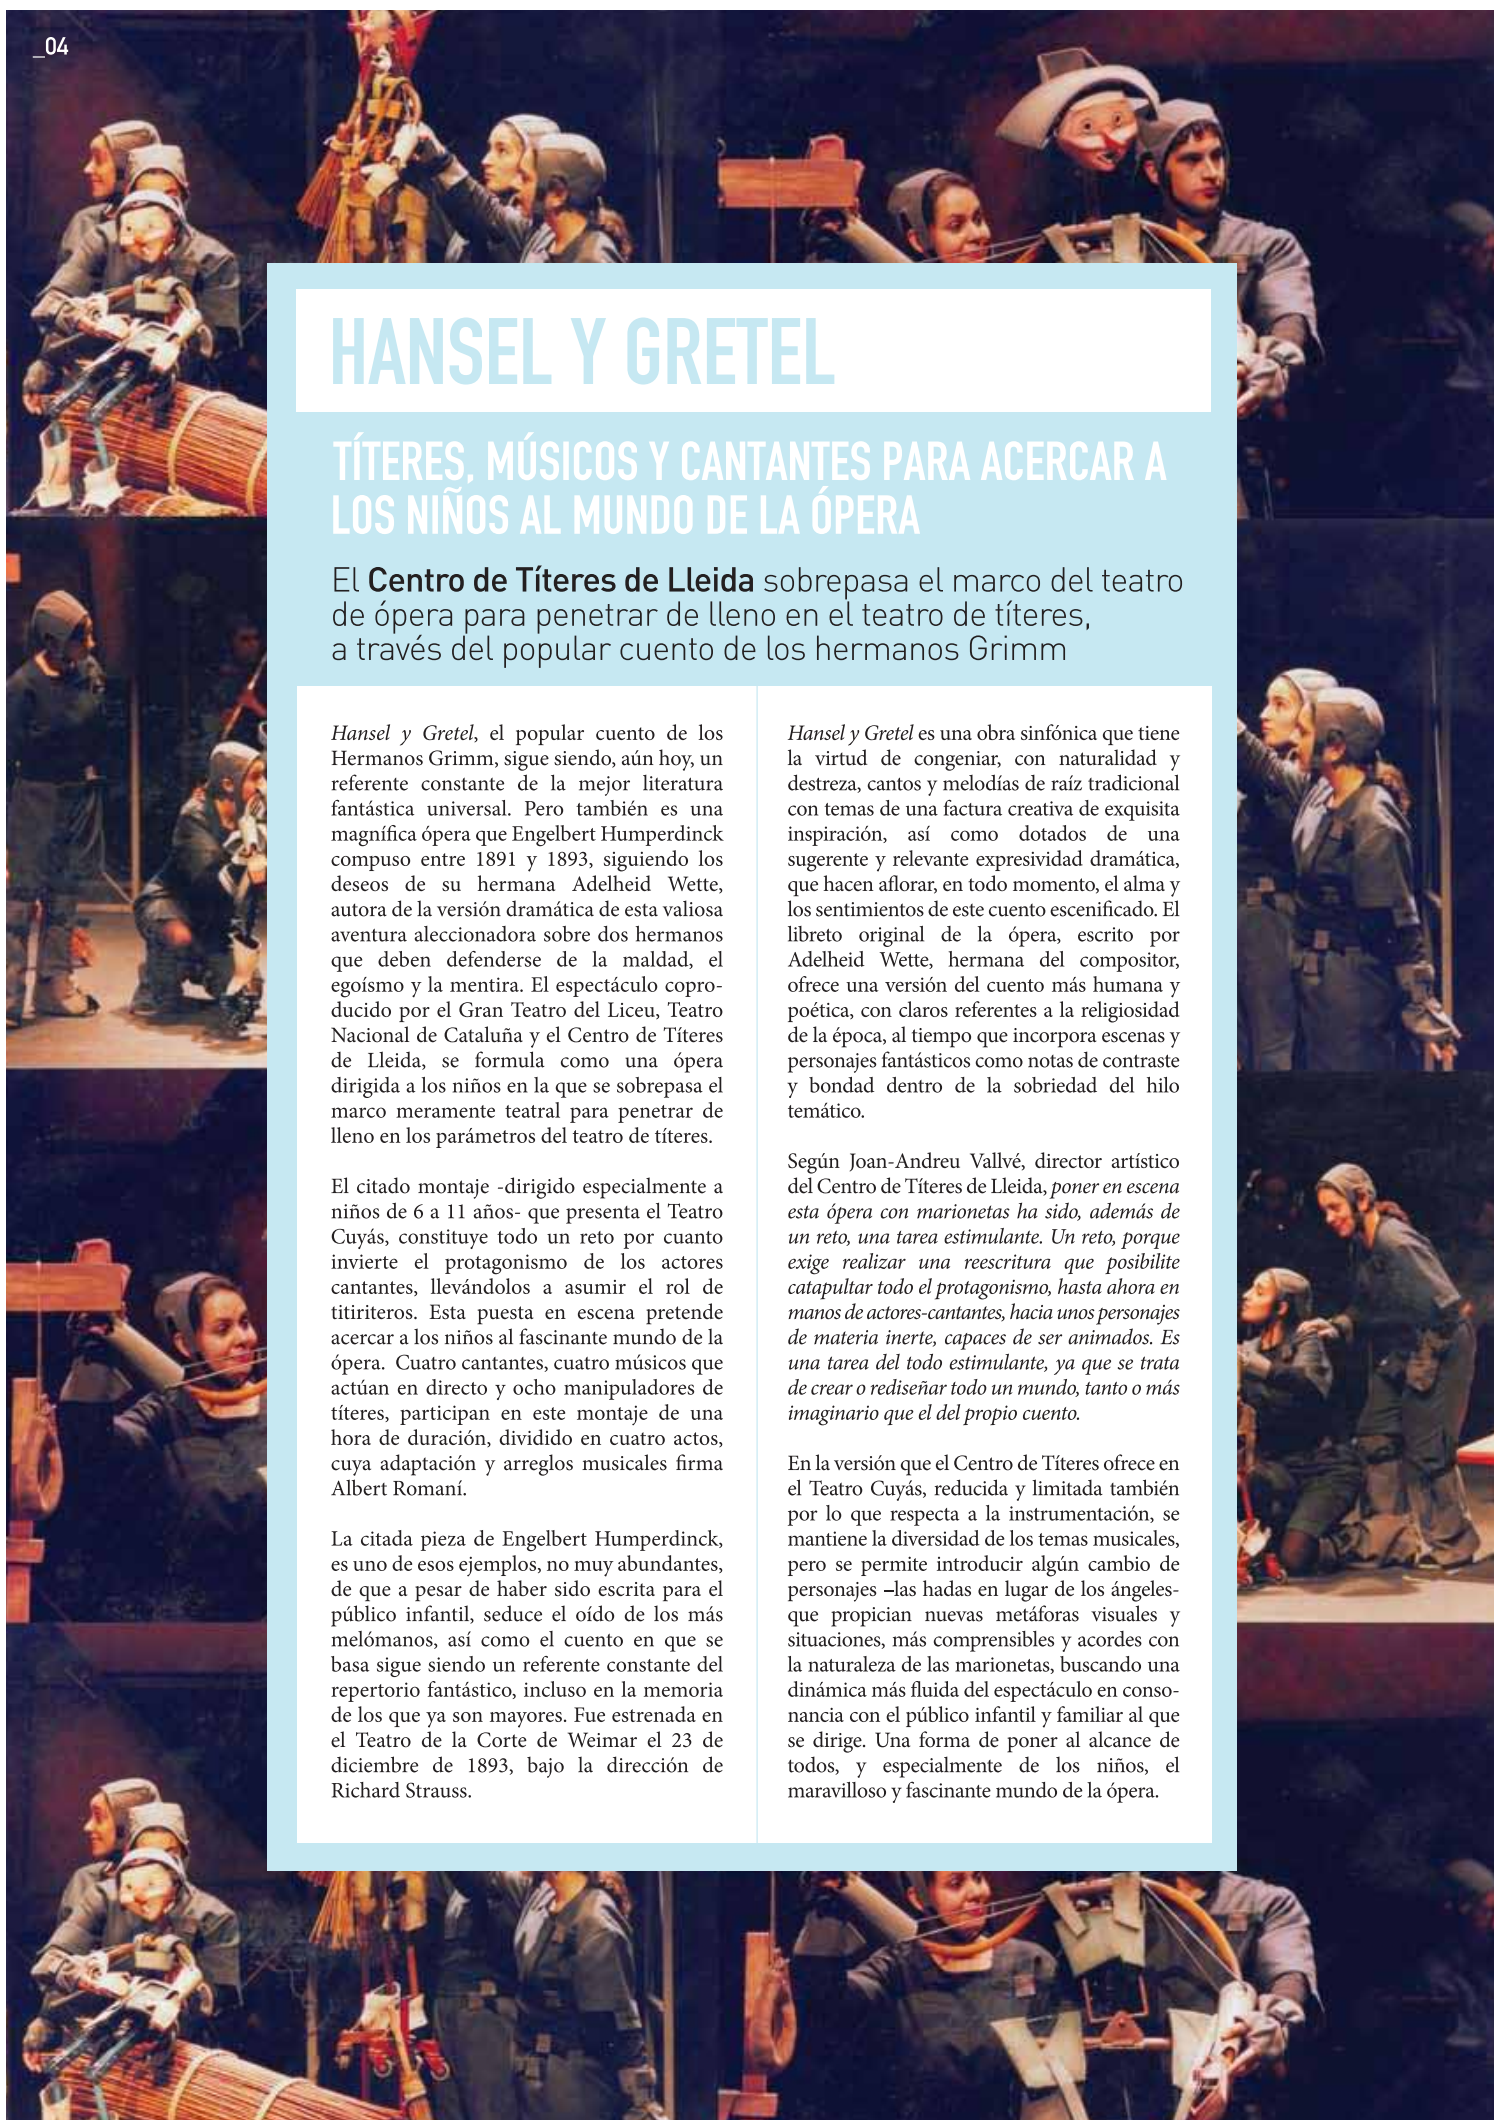 _04
HANSEL Y GRETEL
TÍTERES, MÚSICOS Y CANTANTES PARA ACERCAR A
LOS NIÑOS AL MUNDO DE LA ÓPERA
El Centro de Títeres de Lleida sobrepasa el marco del teatro
de ópera para penetrar de lleno en el teatro de títeres,
a través del popular cuento de los hermanos Grimm
Hansel y Gretel, el popular cuento de los
Hermanos Grimm, sigue siendo, aún hoy, un
referente constante de la mejor literatura
fantástica universal. Pero también es una
magnífica ópera que Engelbert Humperdinck
compuso entre 1891 y 1893, siguiendo los
deseos de su hermana Adelheid Wette,
autora de la versión dramática de esta valiosa
aventura aleccionadora sobre dos hermanos
que deben defenderse de la maldad, el
egoísmo y la mentira. El espectáculo copro-
ducido por el Gran Teatro del Liceu, Teatro
Nacional de Cataluña y el Centro de Títeres
de Lleida, se formula como una ópera
dirigida a los niños en la que se sobrepasa el
marco meramente teatral para penetrar de
lleno en los parámetros del teatro de títeres.
El citado montaje -dirigido especialmente a
niños de 6 a 11 años- que presenta el Teatro
Cuyás, constituye todo un reto por cuanto
invierte el protagonismo de los actores
cantantes, llevándolos a asumir el rol de
titiriteros. Esta puesta en escena pretende
acercar a los niños al fascinante mundo de la
ópera. Cuatro cantantes, cuatro músicos que
actúan en directo y ocho manipuladores de
títeres, participan en este montaje de una
hora de duración, dividido en cuatro actos,
cuya adaptación y arreglos musicales firma
Albert Romaní.
La citada pieza de Engelbert Humperdinck,
es uno de esos ejemplos, no muy abundantes,
de que a pesar de haber sido escrita para el
público infantil, seduce el oído de los más
melómanos, así como el cuento en que se
basa sigue siendo un referente constante del
repertorio fantástico, incluso en la memoria
de los que ya son mayores. Fue estrenada en
el Teatro de la Corte de Weimar el 23 de
diciembre de 1893, bajo la dirección de
Richard Strauss.
Hansel y Gretel es una obra sinfónica que tiene
la virtud de congeniar, con naturalidad y
destreza, cantos y melodías de raíz tradicional
con temas de una factura creativa de exquisita
inspiración, así como dotados de una
sugerente y relevante expresividad dramática,
que hacen aflorar, en todo momento, el alma y
los sentimientos de este cuento escenificado. El
libreto original de la ópera, escrito por
Adelheid Wette, hermana del compositor,
ofrece una versión del cuento más humana y
poética, con claros referentes a la religiosidad
de la época, al tiempo que incorpora escenas y
personajes fantásticos como notas de contraste
y bondad dentro de la sobriedad del hilo
temático.
Según Joan-Andreu Vallvé, director artístico
del Centro de Títeres de Lleida, poner en escena
esta ópera con marionetas ha sido, además de
un reto, una tarea estimulante. Un reto, porque
exige realizar una reescritura que posibilite
catapultar todo el protagonismo, hasta ahora en
manos de actores-cantantes, hacia unos personajes
de materia inerte, capaces de ser animados. Es
una tarea del todo estimulante, ya que se trata
de crear o rediseñar todo un mundo, tanto o más
imaginario que el del propio cuento.
En la versión que el Centro de Títeres ofrece en
el Teatro Cuyás, reducida y limitada también
por lo que respecta a la instrumentación, se
mantiene la diversidad de los temas musicales,
pero se permite introducir algún cambio de
personajes –las hadas en lugar de los ángeles-
que propician nuevas metáforas visuales y
situaciones, más comprensibles y acordes con
la naturaleza de las marionetas, buscando una
dinámica más fluida del espectáculo en conso-
nancia con el público infantil y familiar al que
se dirige. Una forma de poner al alcance de
todos, y especialmente de los niños, el
maravilloso y fascinante mundo de la ópera.